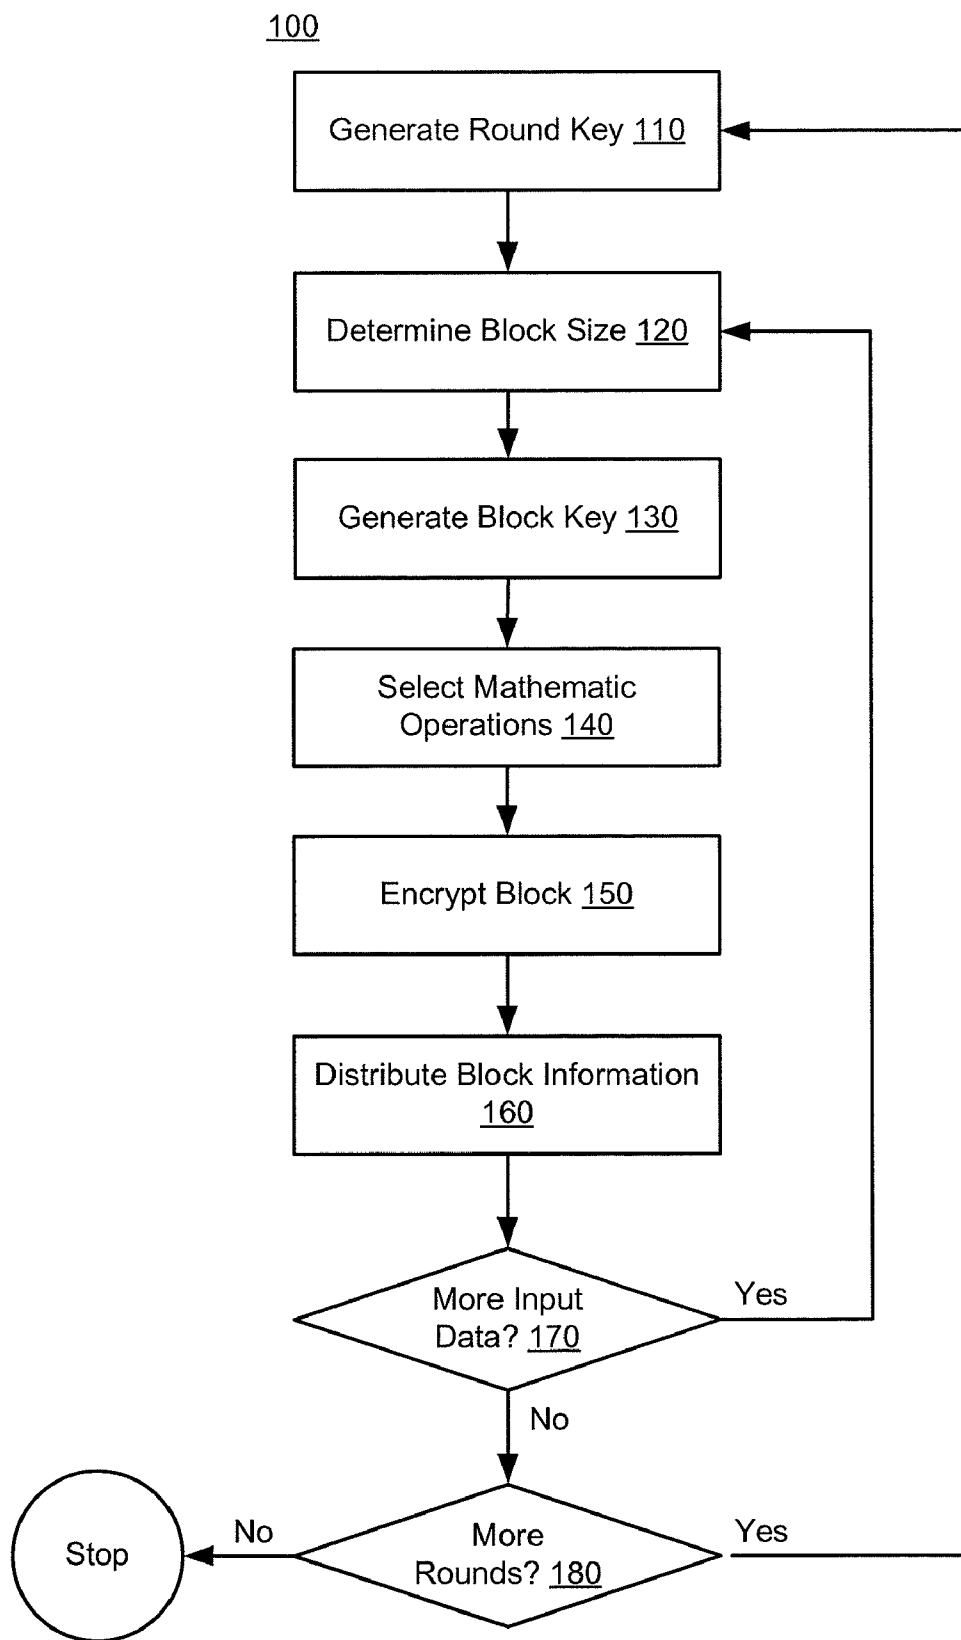 100
Generate Round Key 110
Determine Block Size 120
Generate Block Key 130
Select Mathematic
Operations 140
Encrypt Block 150
Distribute Block Information
160
More Input
Data? 170
Yes
No
More
Rounds? 180
Yes
No
Stop